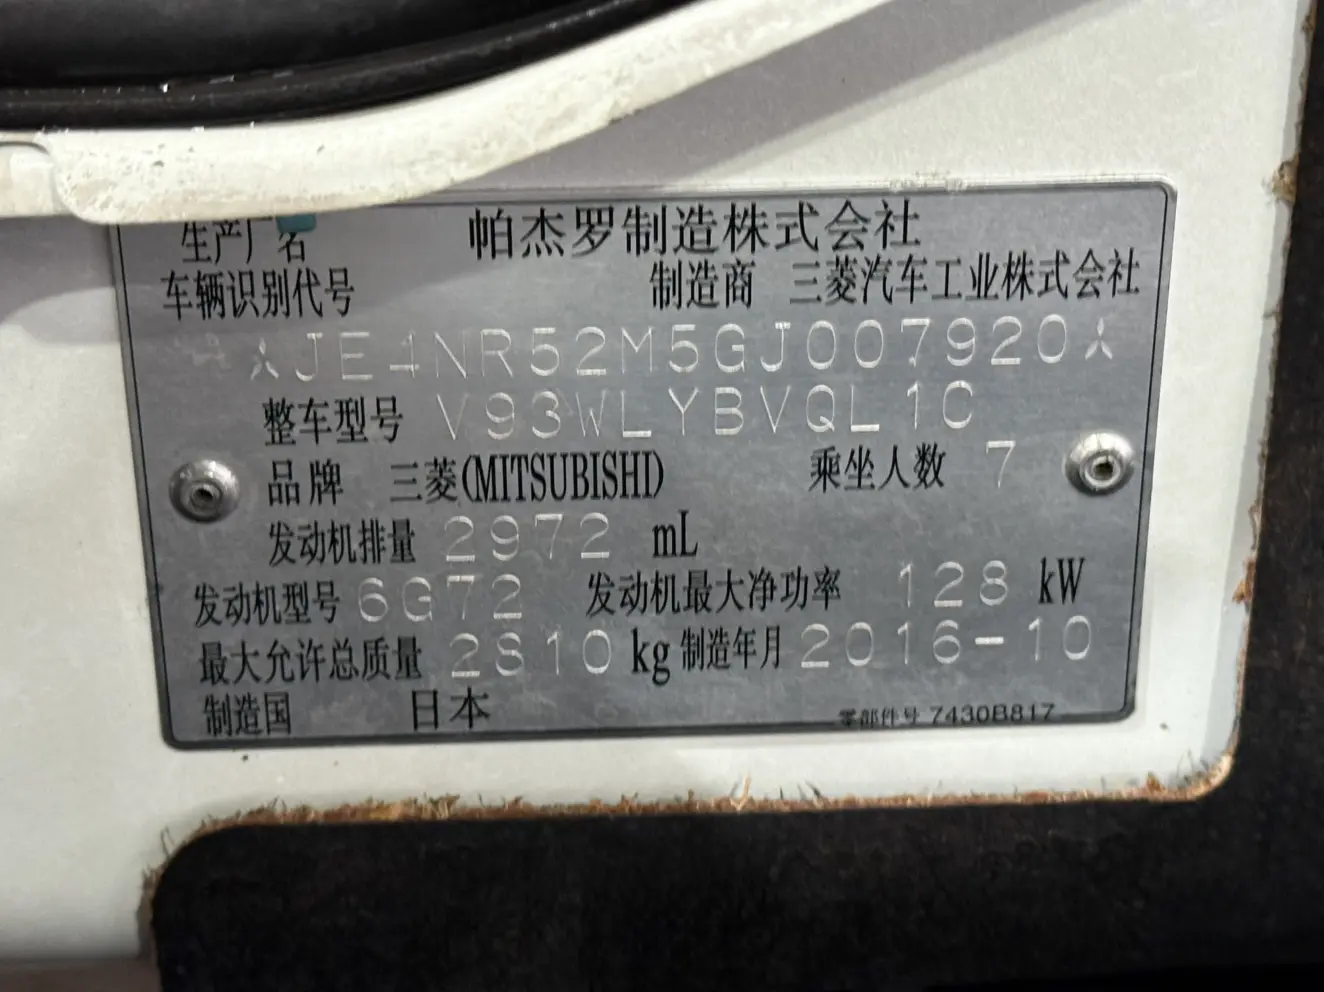 生产厂名 帕杰罗制造株式会社
车辆识别代号 制造商 三菱汽车工业株式会社
JE4NR52M5GJ007920
整车型号 V93WLYBVQL1C
品牌 三菱(MITSUBISHI) 乘坐人数 7
发动机排量 2972 mL
发动机型号 6G72 发动机最大净功率 128 kW
最大允许总质量 2810 kg 制造年月 2016-10
制造国 日本 零部件号 7430B817